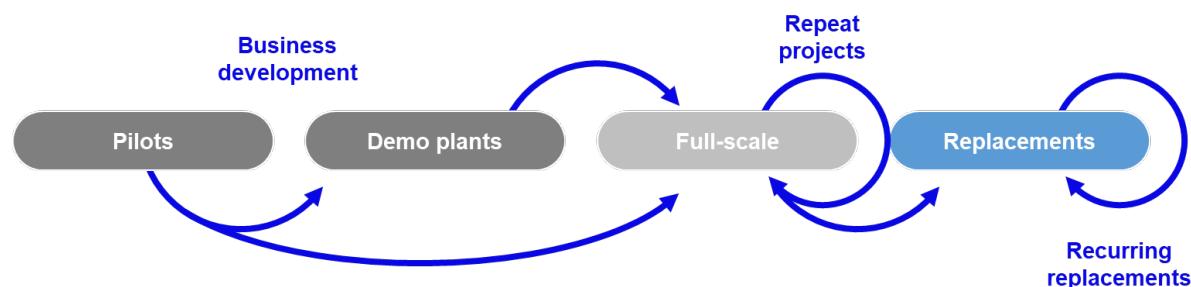 Business
development
Repeat
projects
Pilots
Demo plants
Full-scale
Replacements
Recurring
replacements